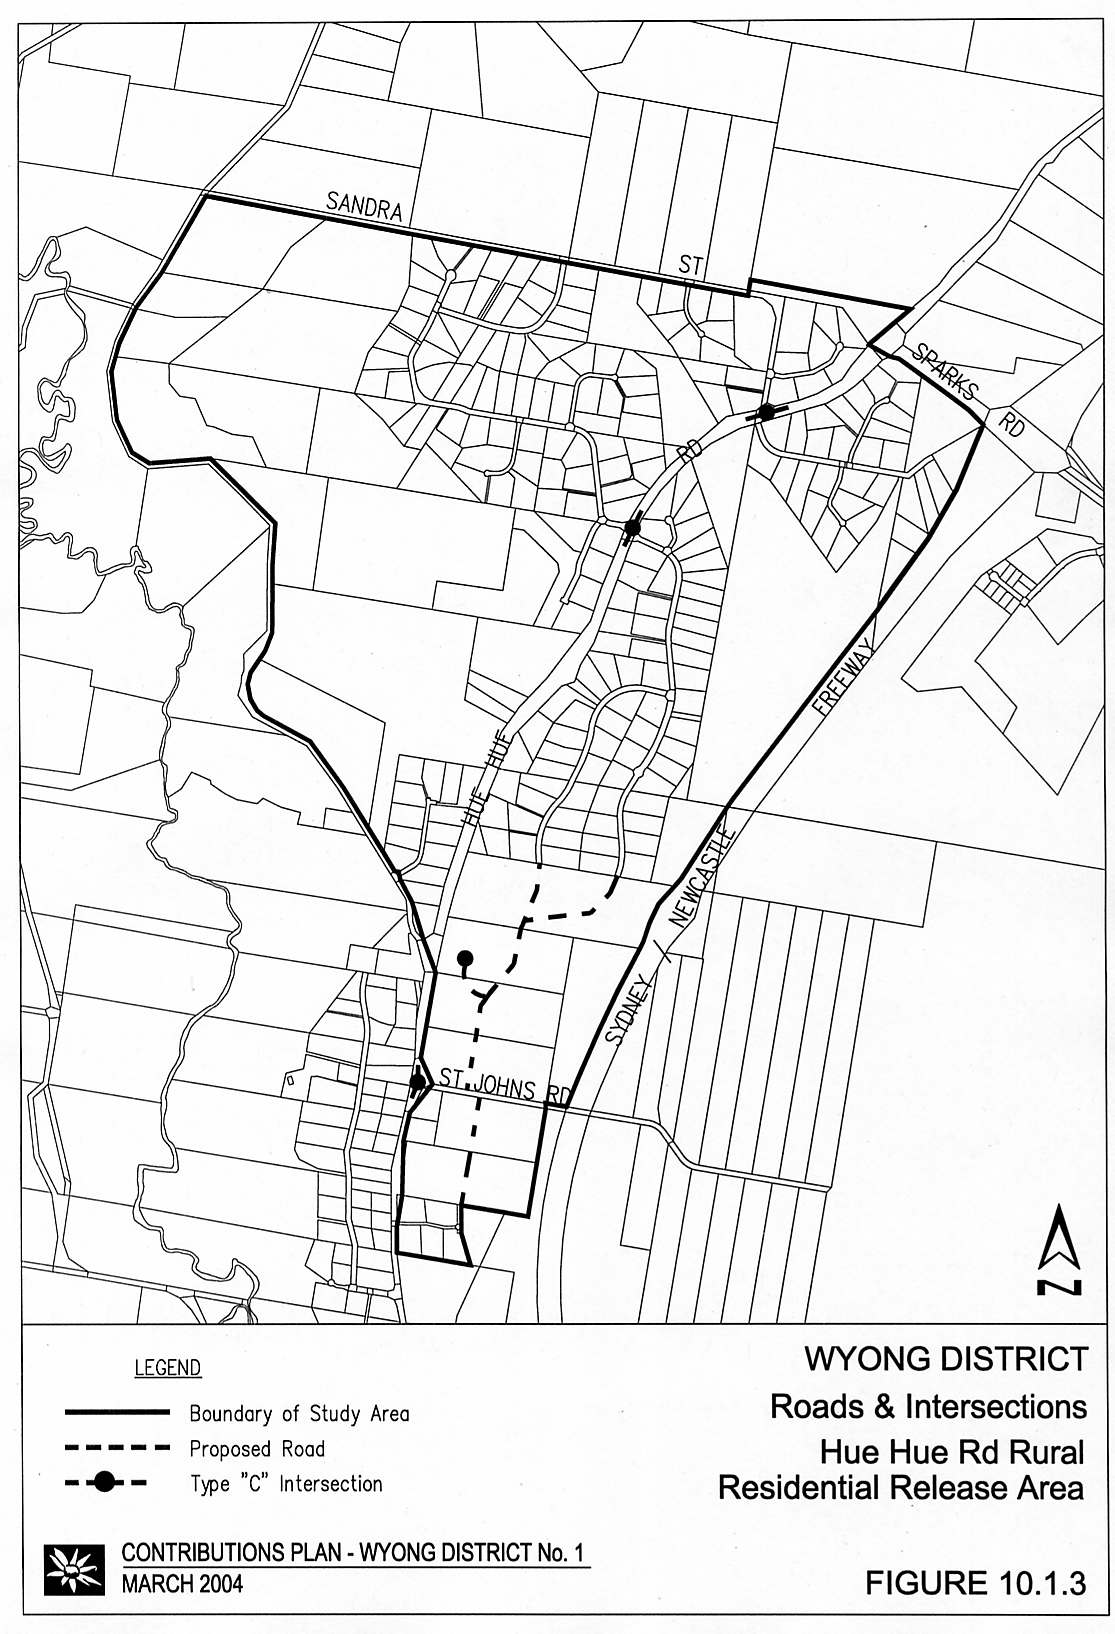 SANDRA
ST
SPARKS
RD
RD
HUE HUE
FREEWAY
NEWCASTLE
/
SYDNEY
ST JOHNS RD
N
LEGEND
Boundary of Study Area
Proposed Road
Type "C" Intersection
WYONG DISTRICT
Roads & Intersections
Hue Hue Rd Rural
Residential Release Area
CONTRIBUTIONS PLAN - WYONG DISTRICT No. 1
MARCH 2004
FIGURE 10.1.3